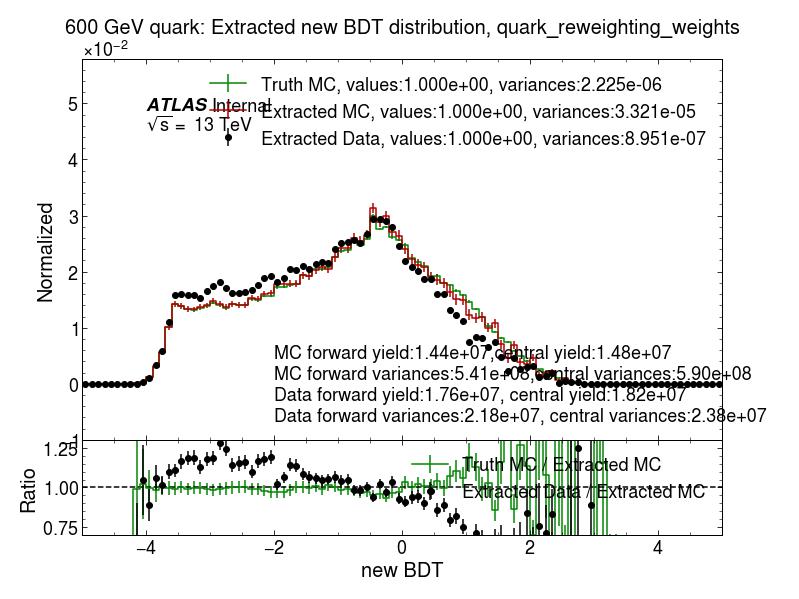 600 GeV quark: Extracted new BDT distribution, quark_reweighting_weights
×10⁻²
Truth MC, values:1.000e+00, variances:2.225e-06
ATLAS Internal
Extracted MC, values:1.000e+00, variances:3.321e-05
√s = 13 TeV
Extracted Data, values:1.000e+00, variances:8.951e-07
5
4
3
2
1
0
Normalized
MC forward yield:1.44e+07,central yield:1.48e+07
MC forward variances:5.41e+08,central variances:5.90e+08
Data forward yield:1.76e+07, central yield:1.82e+07
Data forward variances:2.18e+07, central variances:2.38e+07
1.25
1.00
0.75
Ratio
Truth MC / Extracted MC
Extracted Data / Extracted MC
−4 −2 0 2 4
new BDT